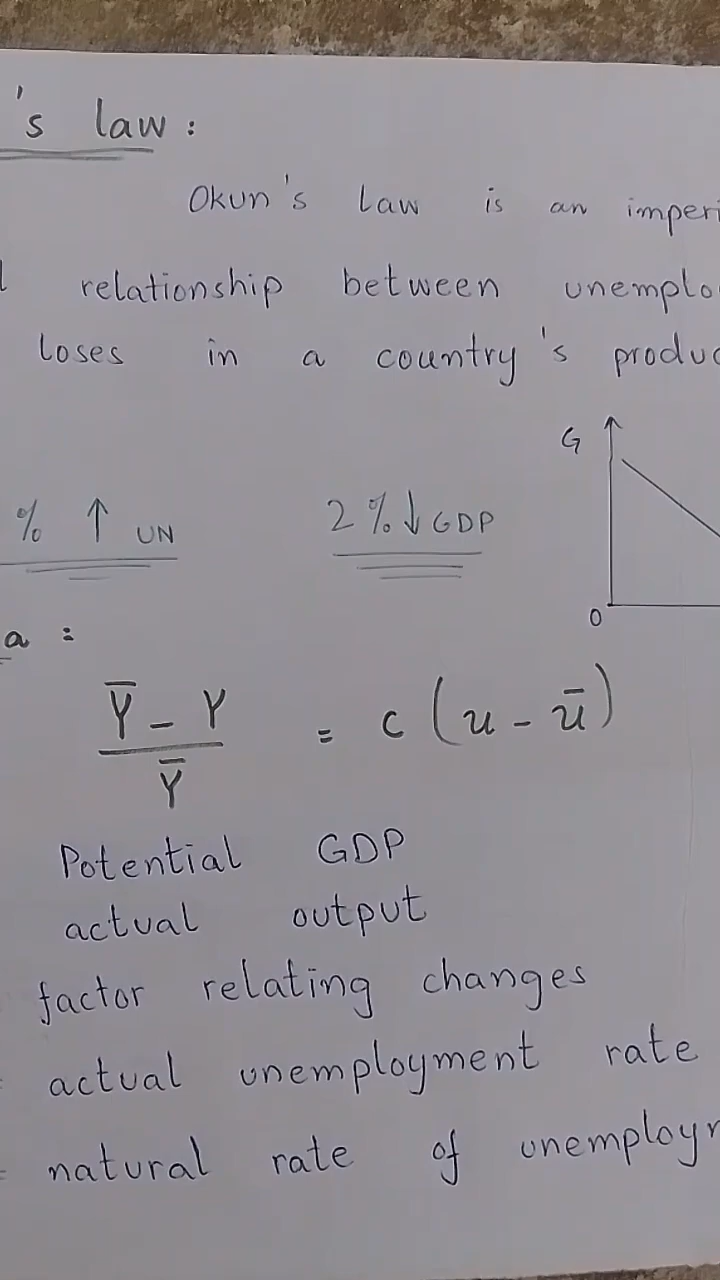 's law :
Okun's law is an imperi
l relationship between unemplo
loses in a country's produc
% ↑ UN 2 % ↓ GDP
G
0
a :
Ȳ - Y / Ȳ = c ( u - ū )
Potential GDP
actual output
factor relating changes
= actual unemployment rate
= natural rate of unemploy